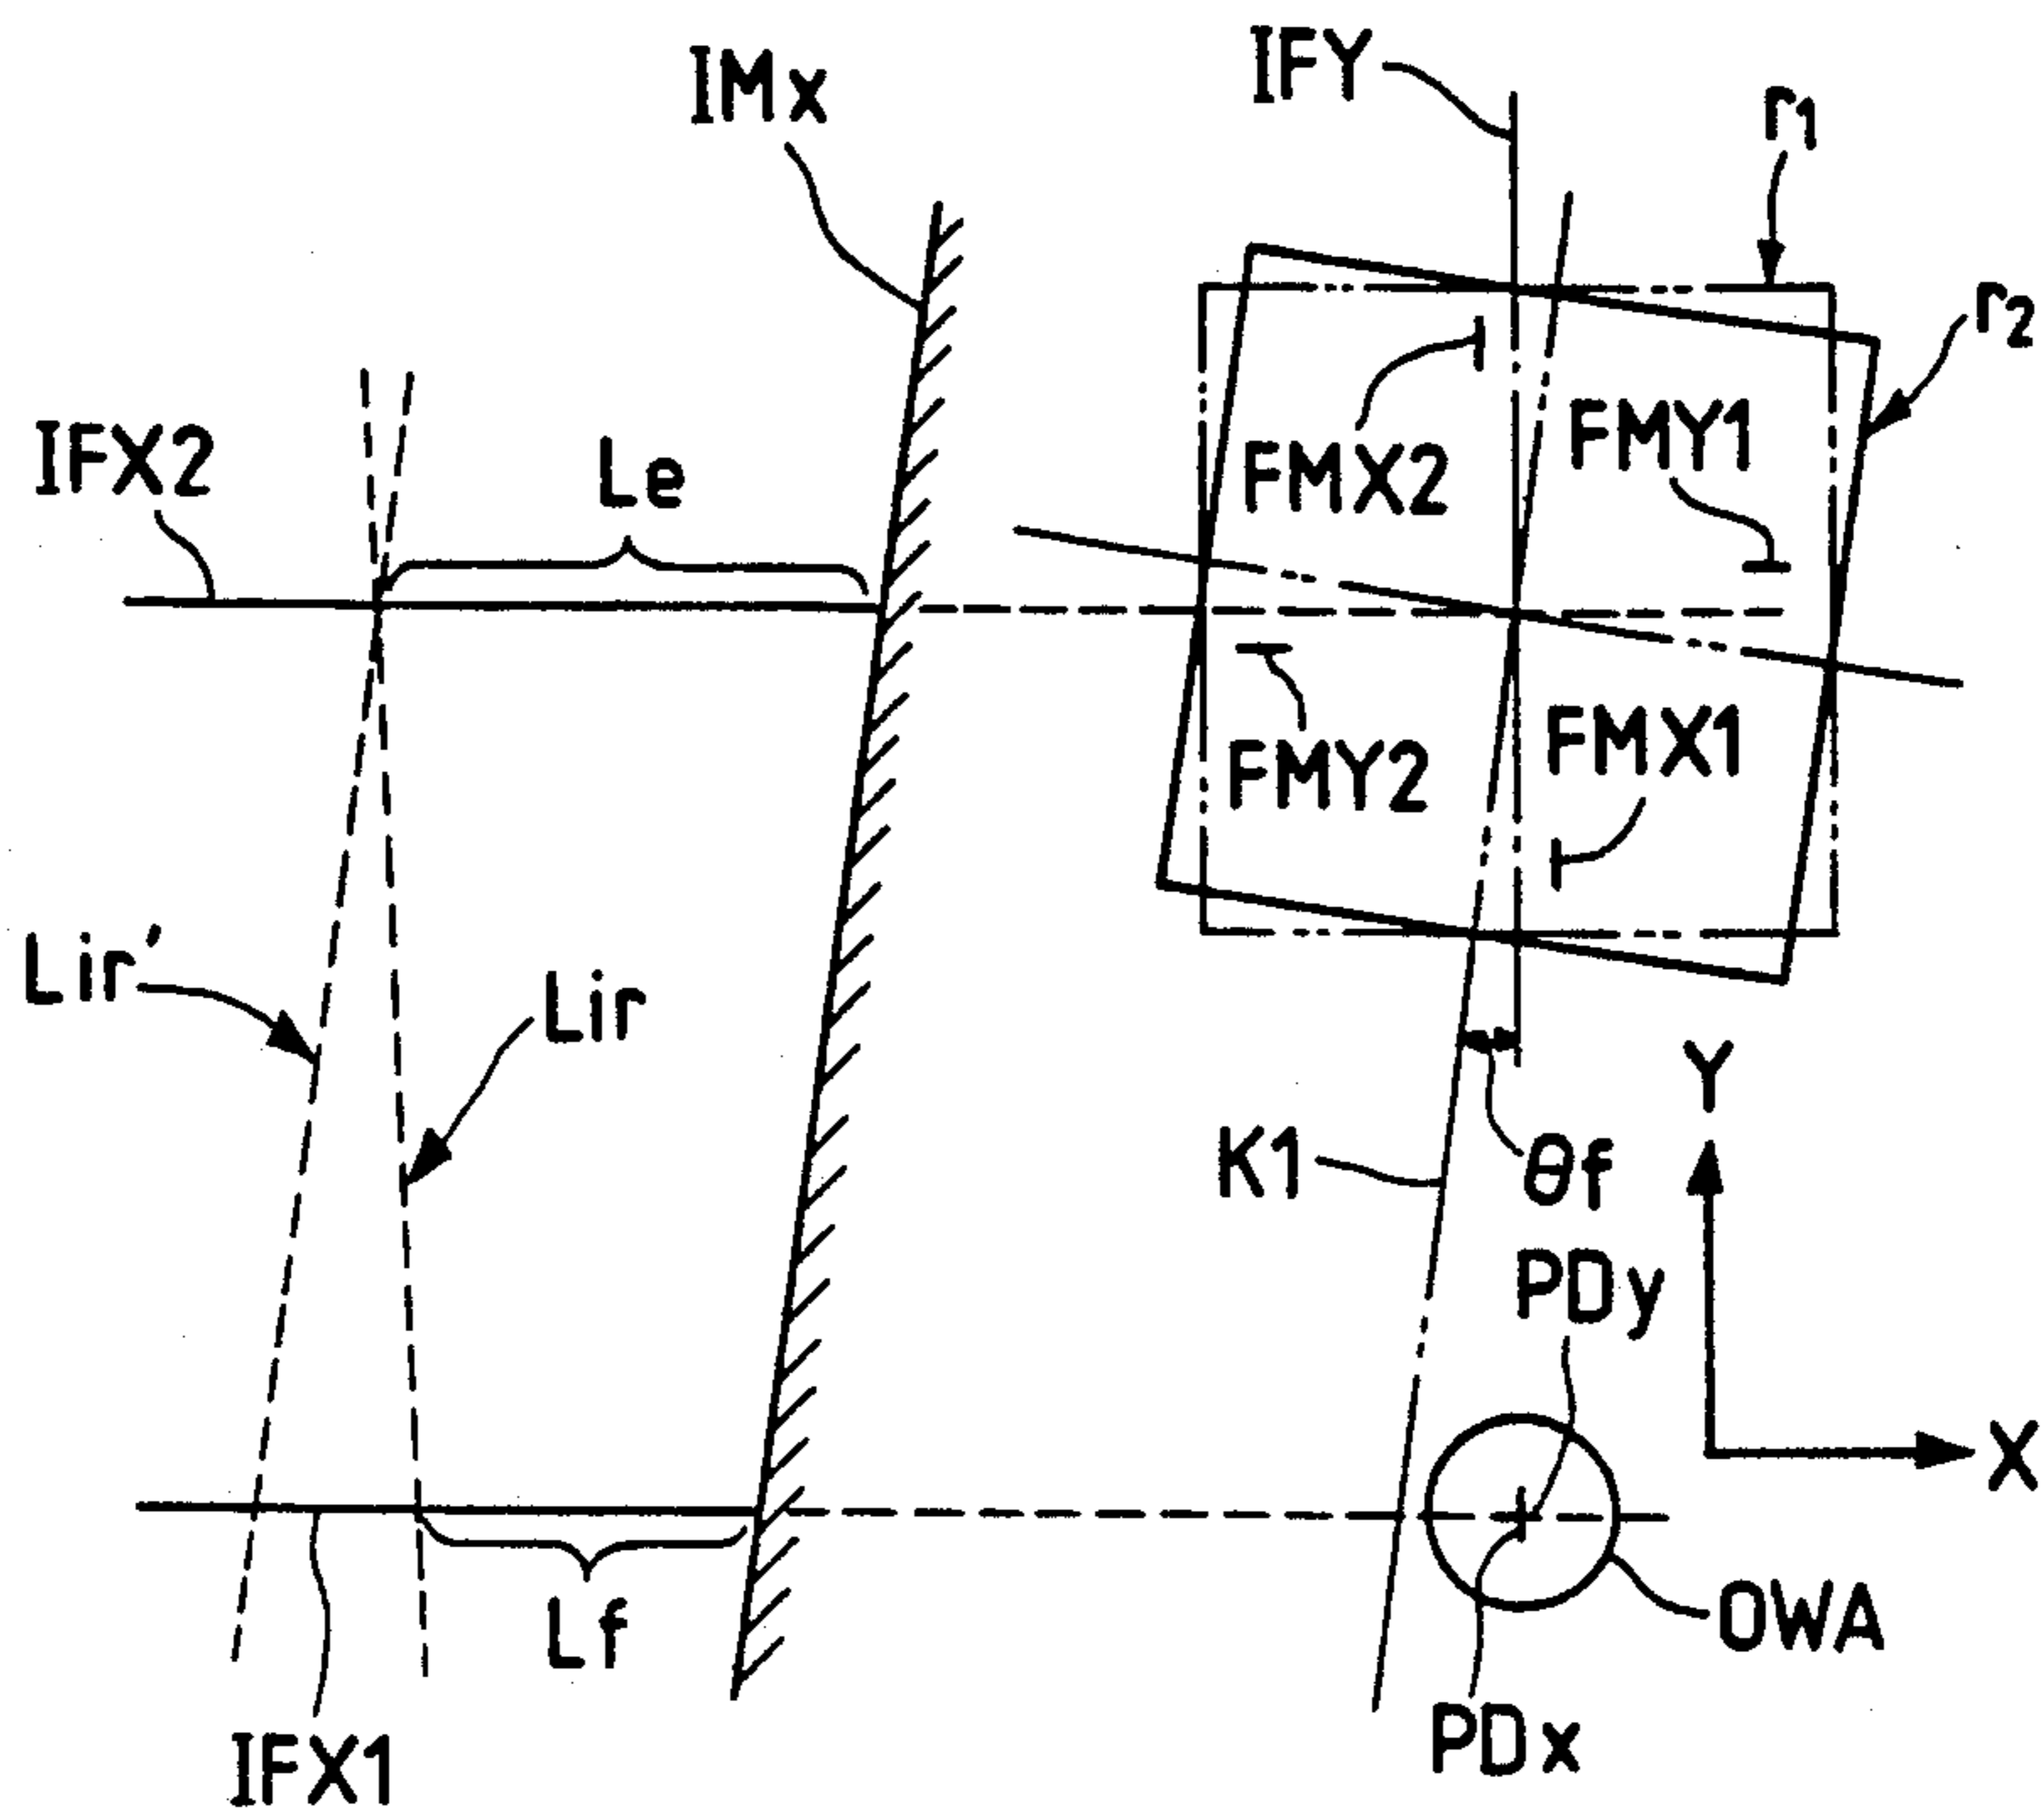 IFY
IMx
r1
r2
IFX2
Le
FMX2
FMY1
FMX1
FMY2
Lir′
Lir
Y
K1
θf
PDy
X
Lf
OWA
PDx
IFX1